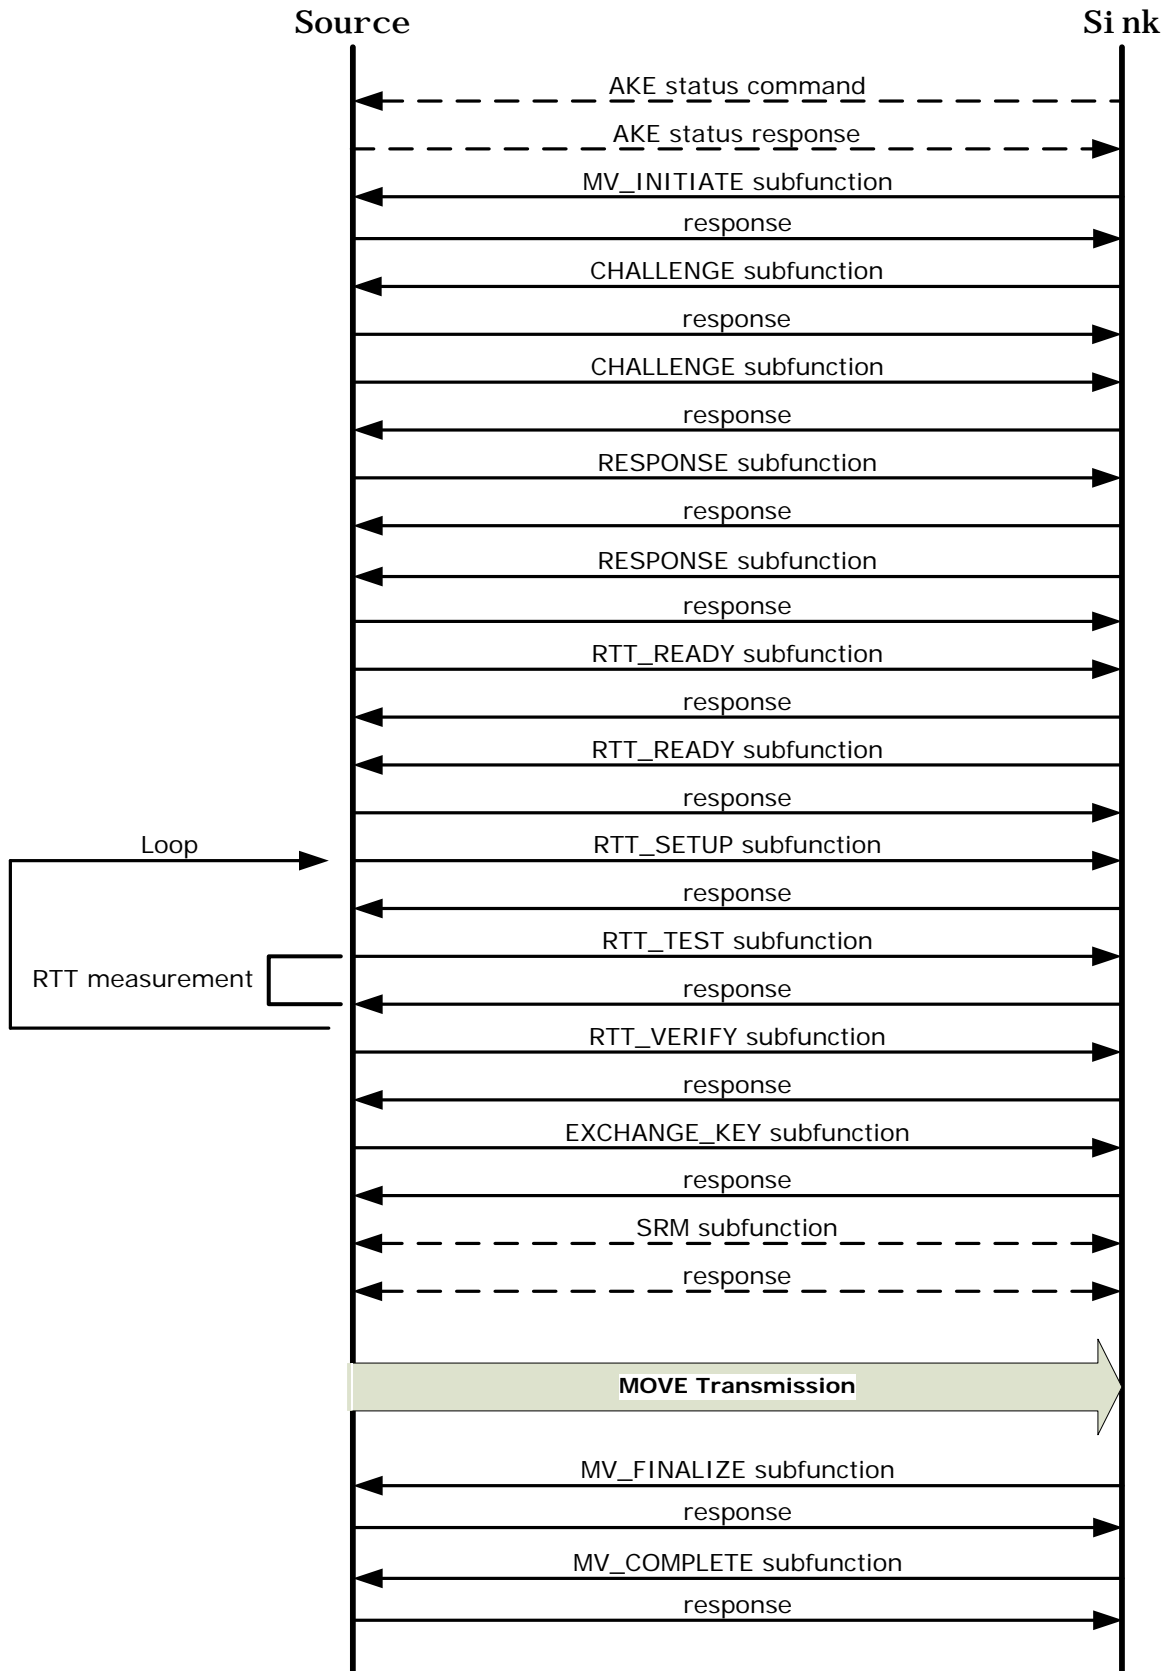 Source Sink
AKE status command
AKE status response
MV_INITIATE subfunction
response
CHALLENGE subfunction
response
CHALLENGE subfunction
response
RESPONSE subfunction
response
RESPONSE subfunction
response
RTT_READY subfunction
response
RTT_READY subfunction
response
Loop RTT_SETUP subfunction
response
RTT_TEST subfunction
RTT measurement
response
RTT_VERIFY subfunction
response
EXCHANGE_KEY subfunction
response
SRM subfunction
response
MOVE Transmission
MV_FINALIZE subfunction
response
MV_COMPLETE subfunction
response